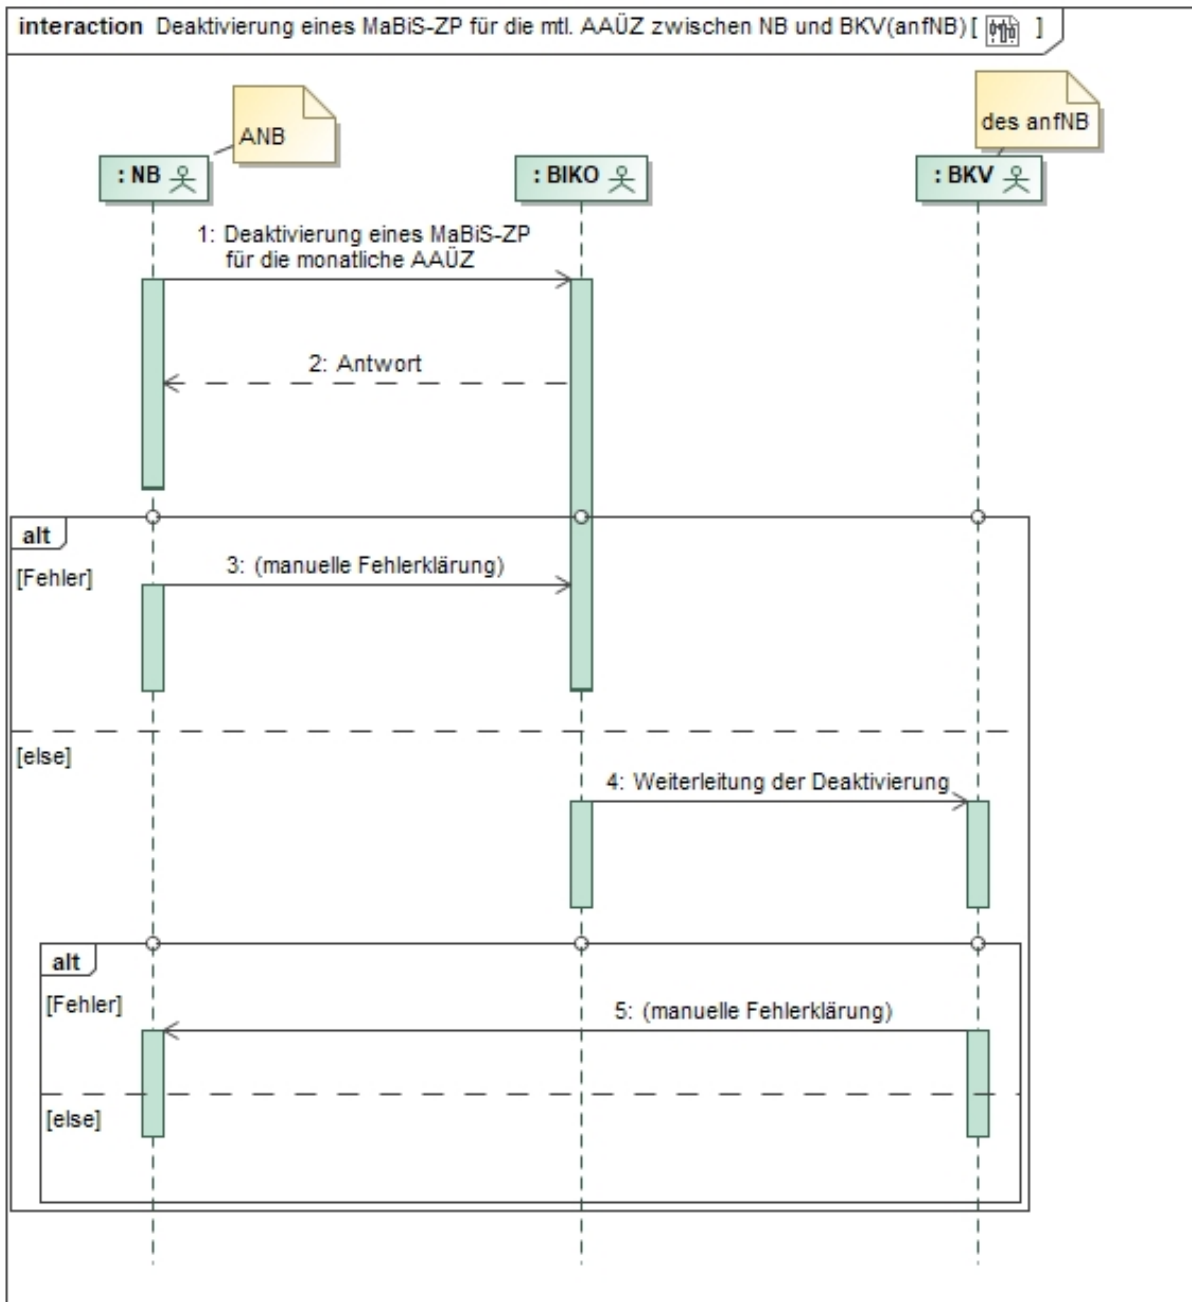 interaction Deaktivierung eines MaBiS-ZP für die mtl. AAÜZ zwischen NB und BKV(anfNB) [ ]
ANB
des anfNB
: NB
: BIKO
: BKV
1: Deaktivierung eines MaBiS-ZP
für die monatliche AAÜZ
2: Antwort
alt
[Fehler]
3: (manuelle Fehlerklärung)
[else]
4: Weiterleitung der Deaktivierung
alt
[Fehler]
5: (manuelle Fehlerklärung)
[else]